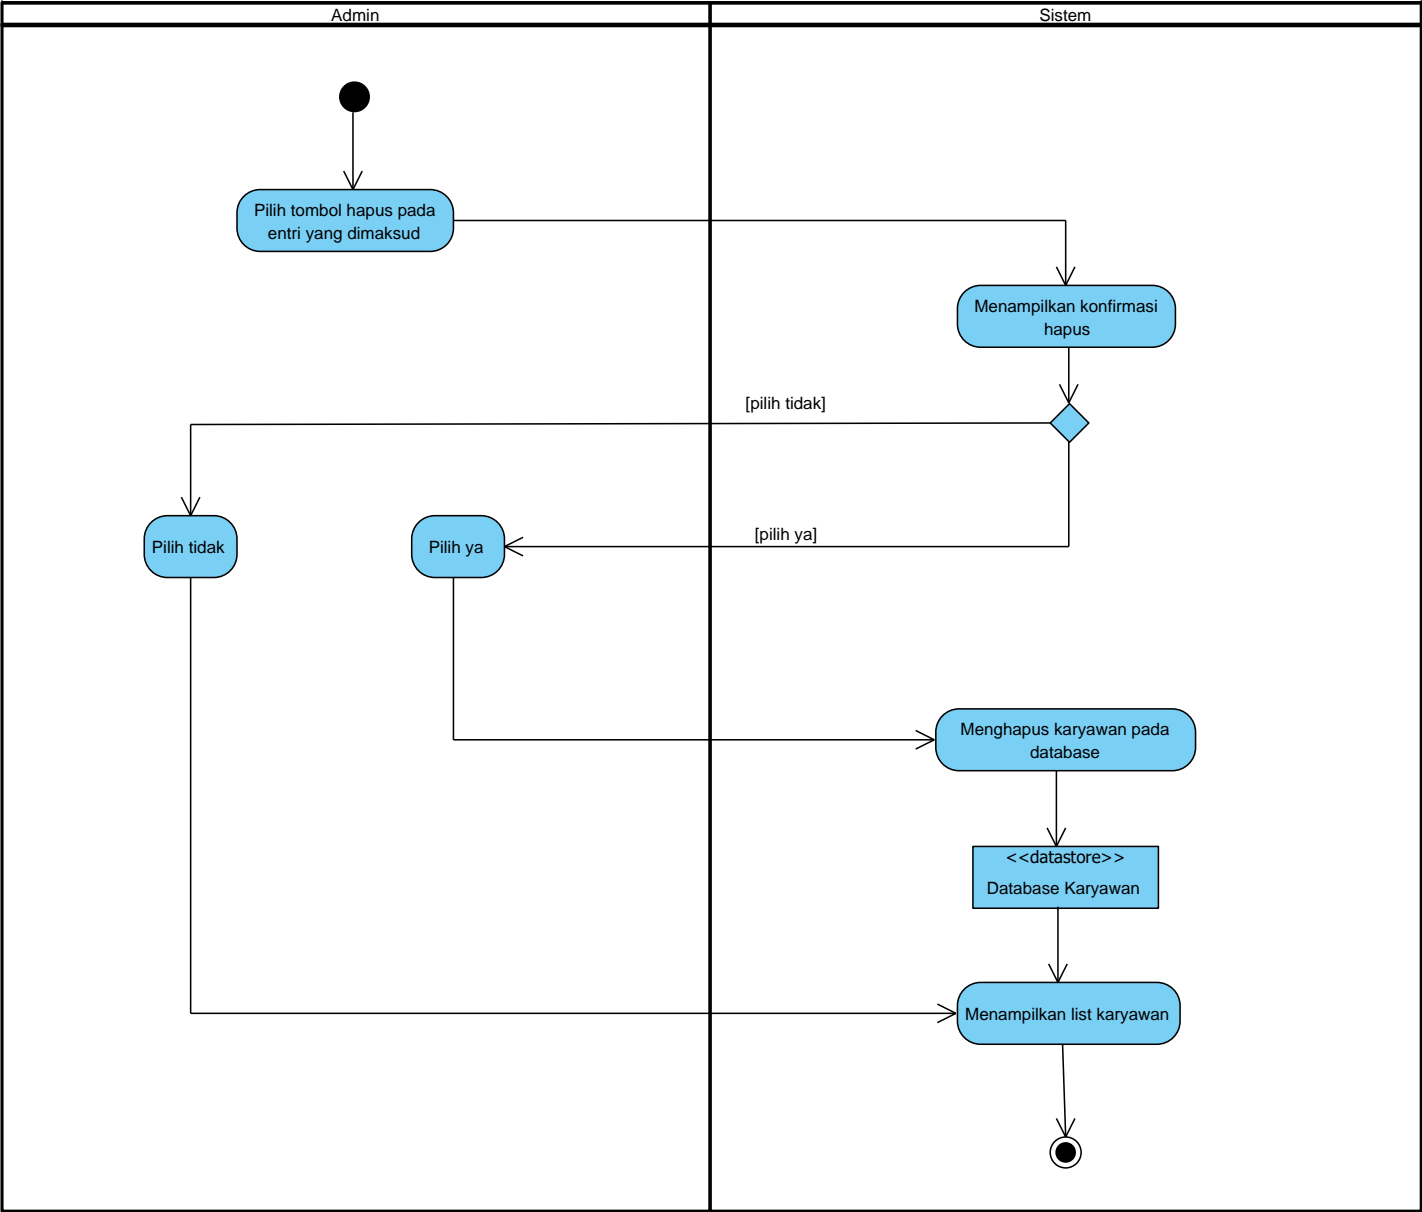 Admin
Sistem
Pilih tombol hapus pada
entri yang dimaksud
Menampilkan konfirmasi
hapus
[pilih tidak]
[pilih ya]
Pilih tidak
Pilih ya
Menghapus karyawan pada
database
<<datastore>>
Database Karyawan
Menampilkan list karyawan